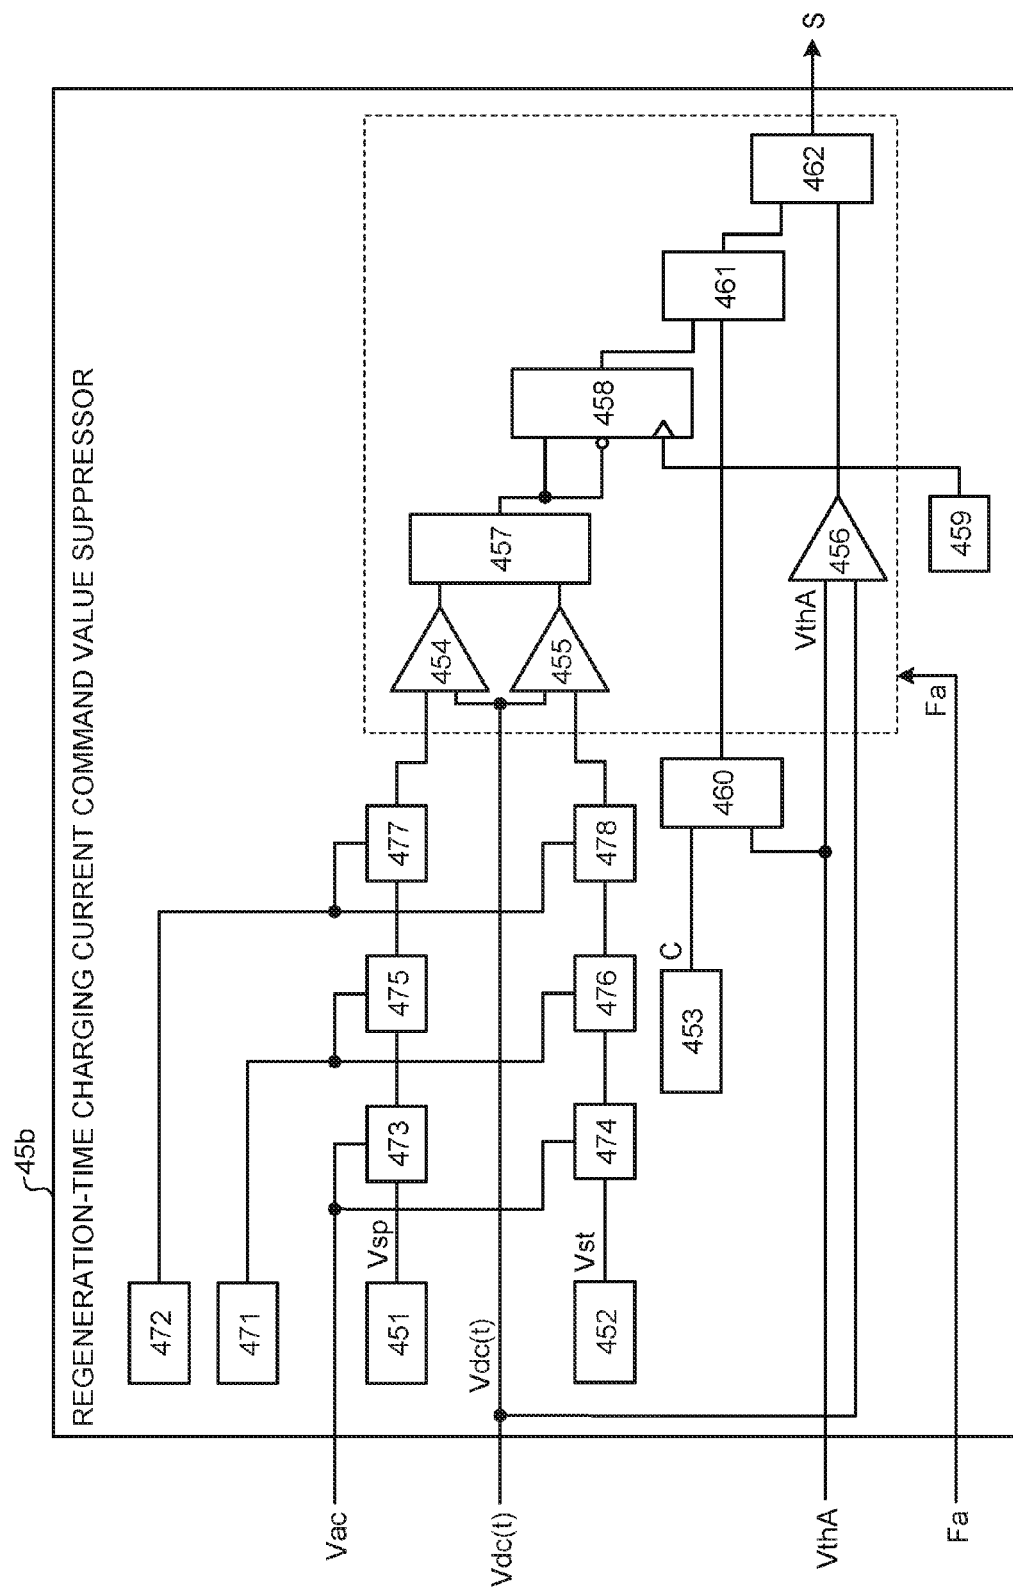 45b
REGENERATION-TIME CHARGING CURRENT COMMAND VALUE SUPPRESSOR
472
471
Vac
451
Vsp
473
475
477
Vdc(t)
Vdc(t)
452
Vst
474
476
478
454
455
457
458
453
C
460
461
462
S
VthA
VthA
456
459
Fa
Fa